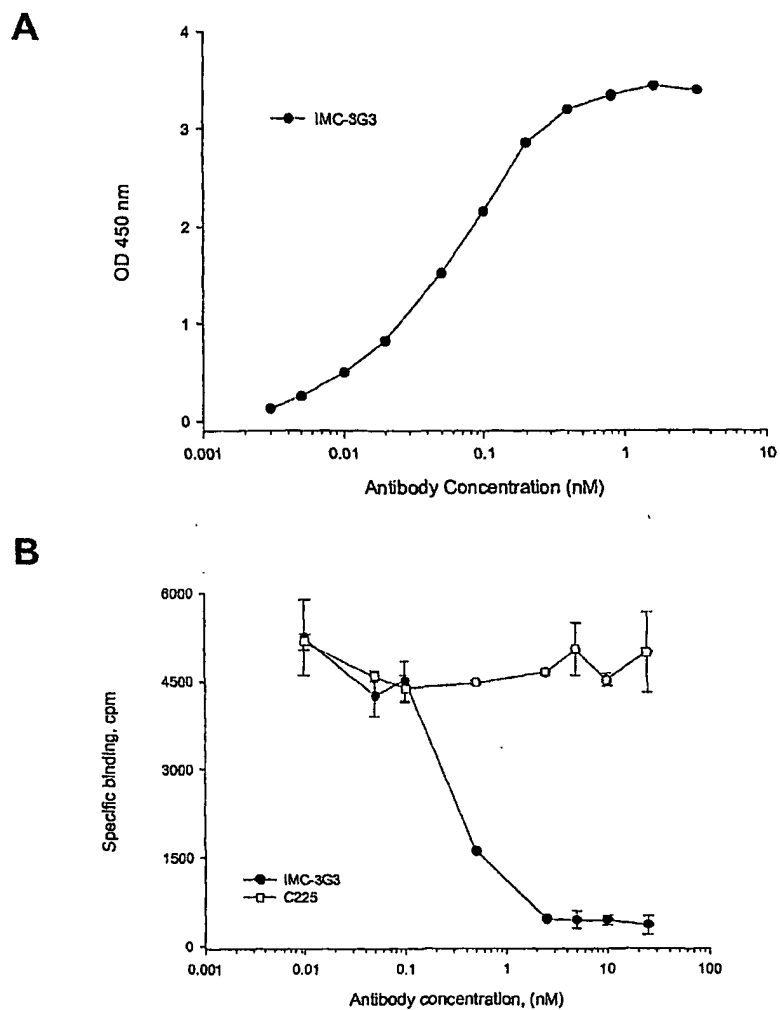 A
4
IMC-3G3
3
OD 450 nm
2
1
0
0.001 0.01 0.1 1 10
Antibody Concentration (nM)
B
6000
4500
Specific binding, cpm
3000
1500
IMC-3G3
C225
0
0.001 0.01 0.1 1 10 100
Antibody concentration, (nM)